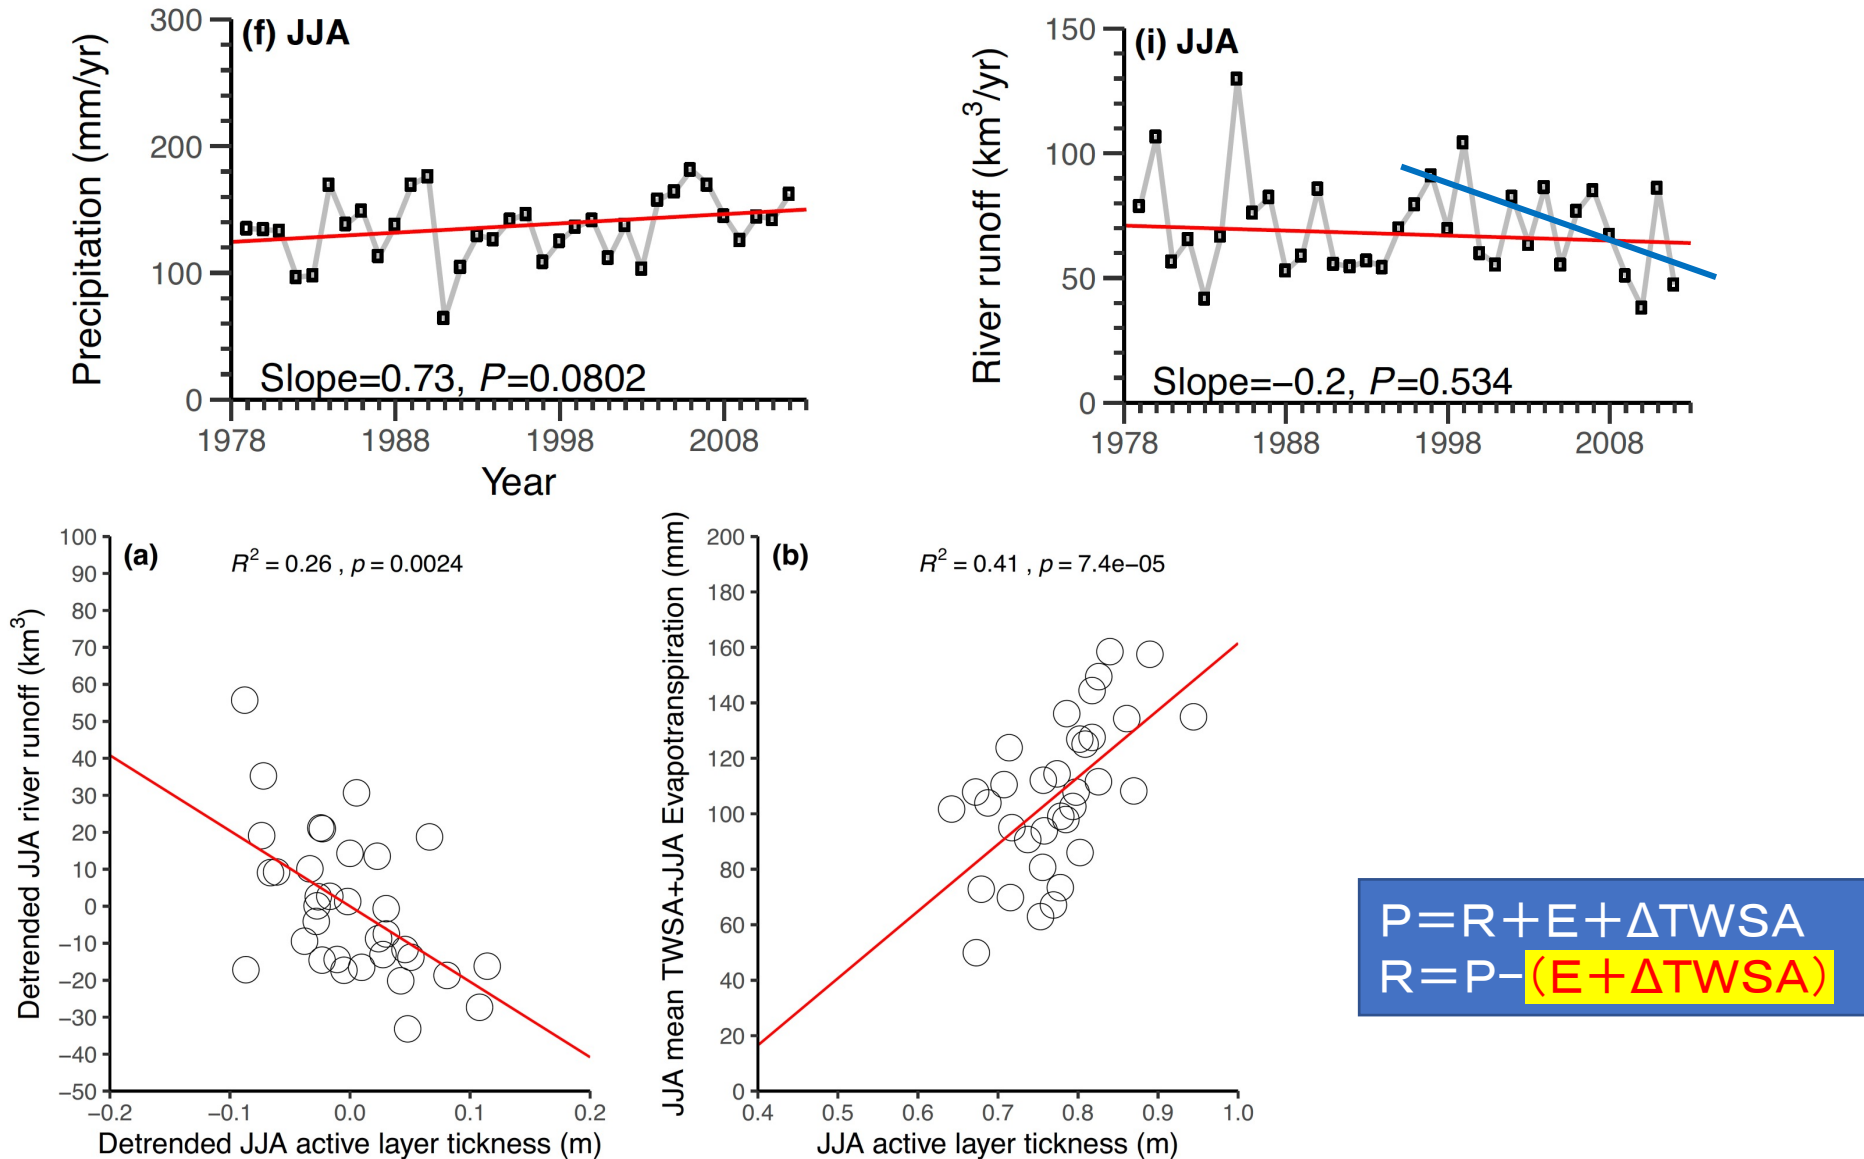 (f) JJA
Precipitation (mm/yr)
300
200
100
0
Slope=0.73, P=0.0802
1978 1988 1998 2008
Year
(i) JJA
River runoff (km³/yr)
150
100
50
0
Slope=−0.2, P=0.534
1978 1988 1998 2008
(a)
R² = 0.26 , p = 0.0024
Detrended JJA river runoff (km³)
100
90
80
70
60
50
40
30
20
10
0
−10
−20
−30
−40
−50
−0.2 −0.1 0.0 0.1 0.2
Detrended JJA active layer tickness (m)
(b)
R² = 0.41 , p = 7.4e−05
JJA mean TWSA+JJA Evapotranspiration (mm)
200
180
160
140
120
100
80
60
40
20
0
0.4 0.5 0.6 0.7 0.8 0.9 1.0
JJA active layer tickness (m)
P＝R＋E＋ΔTWSA
R＝P−（E＋ΔTWSA）